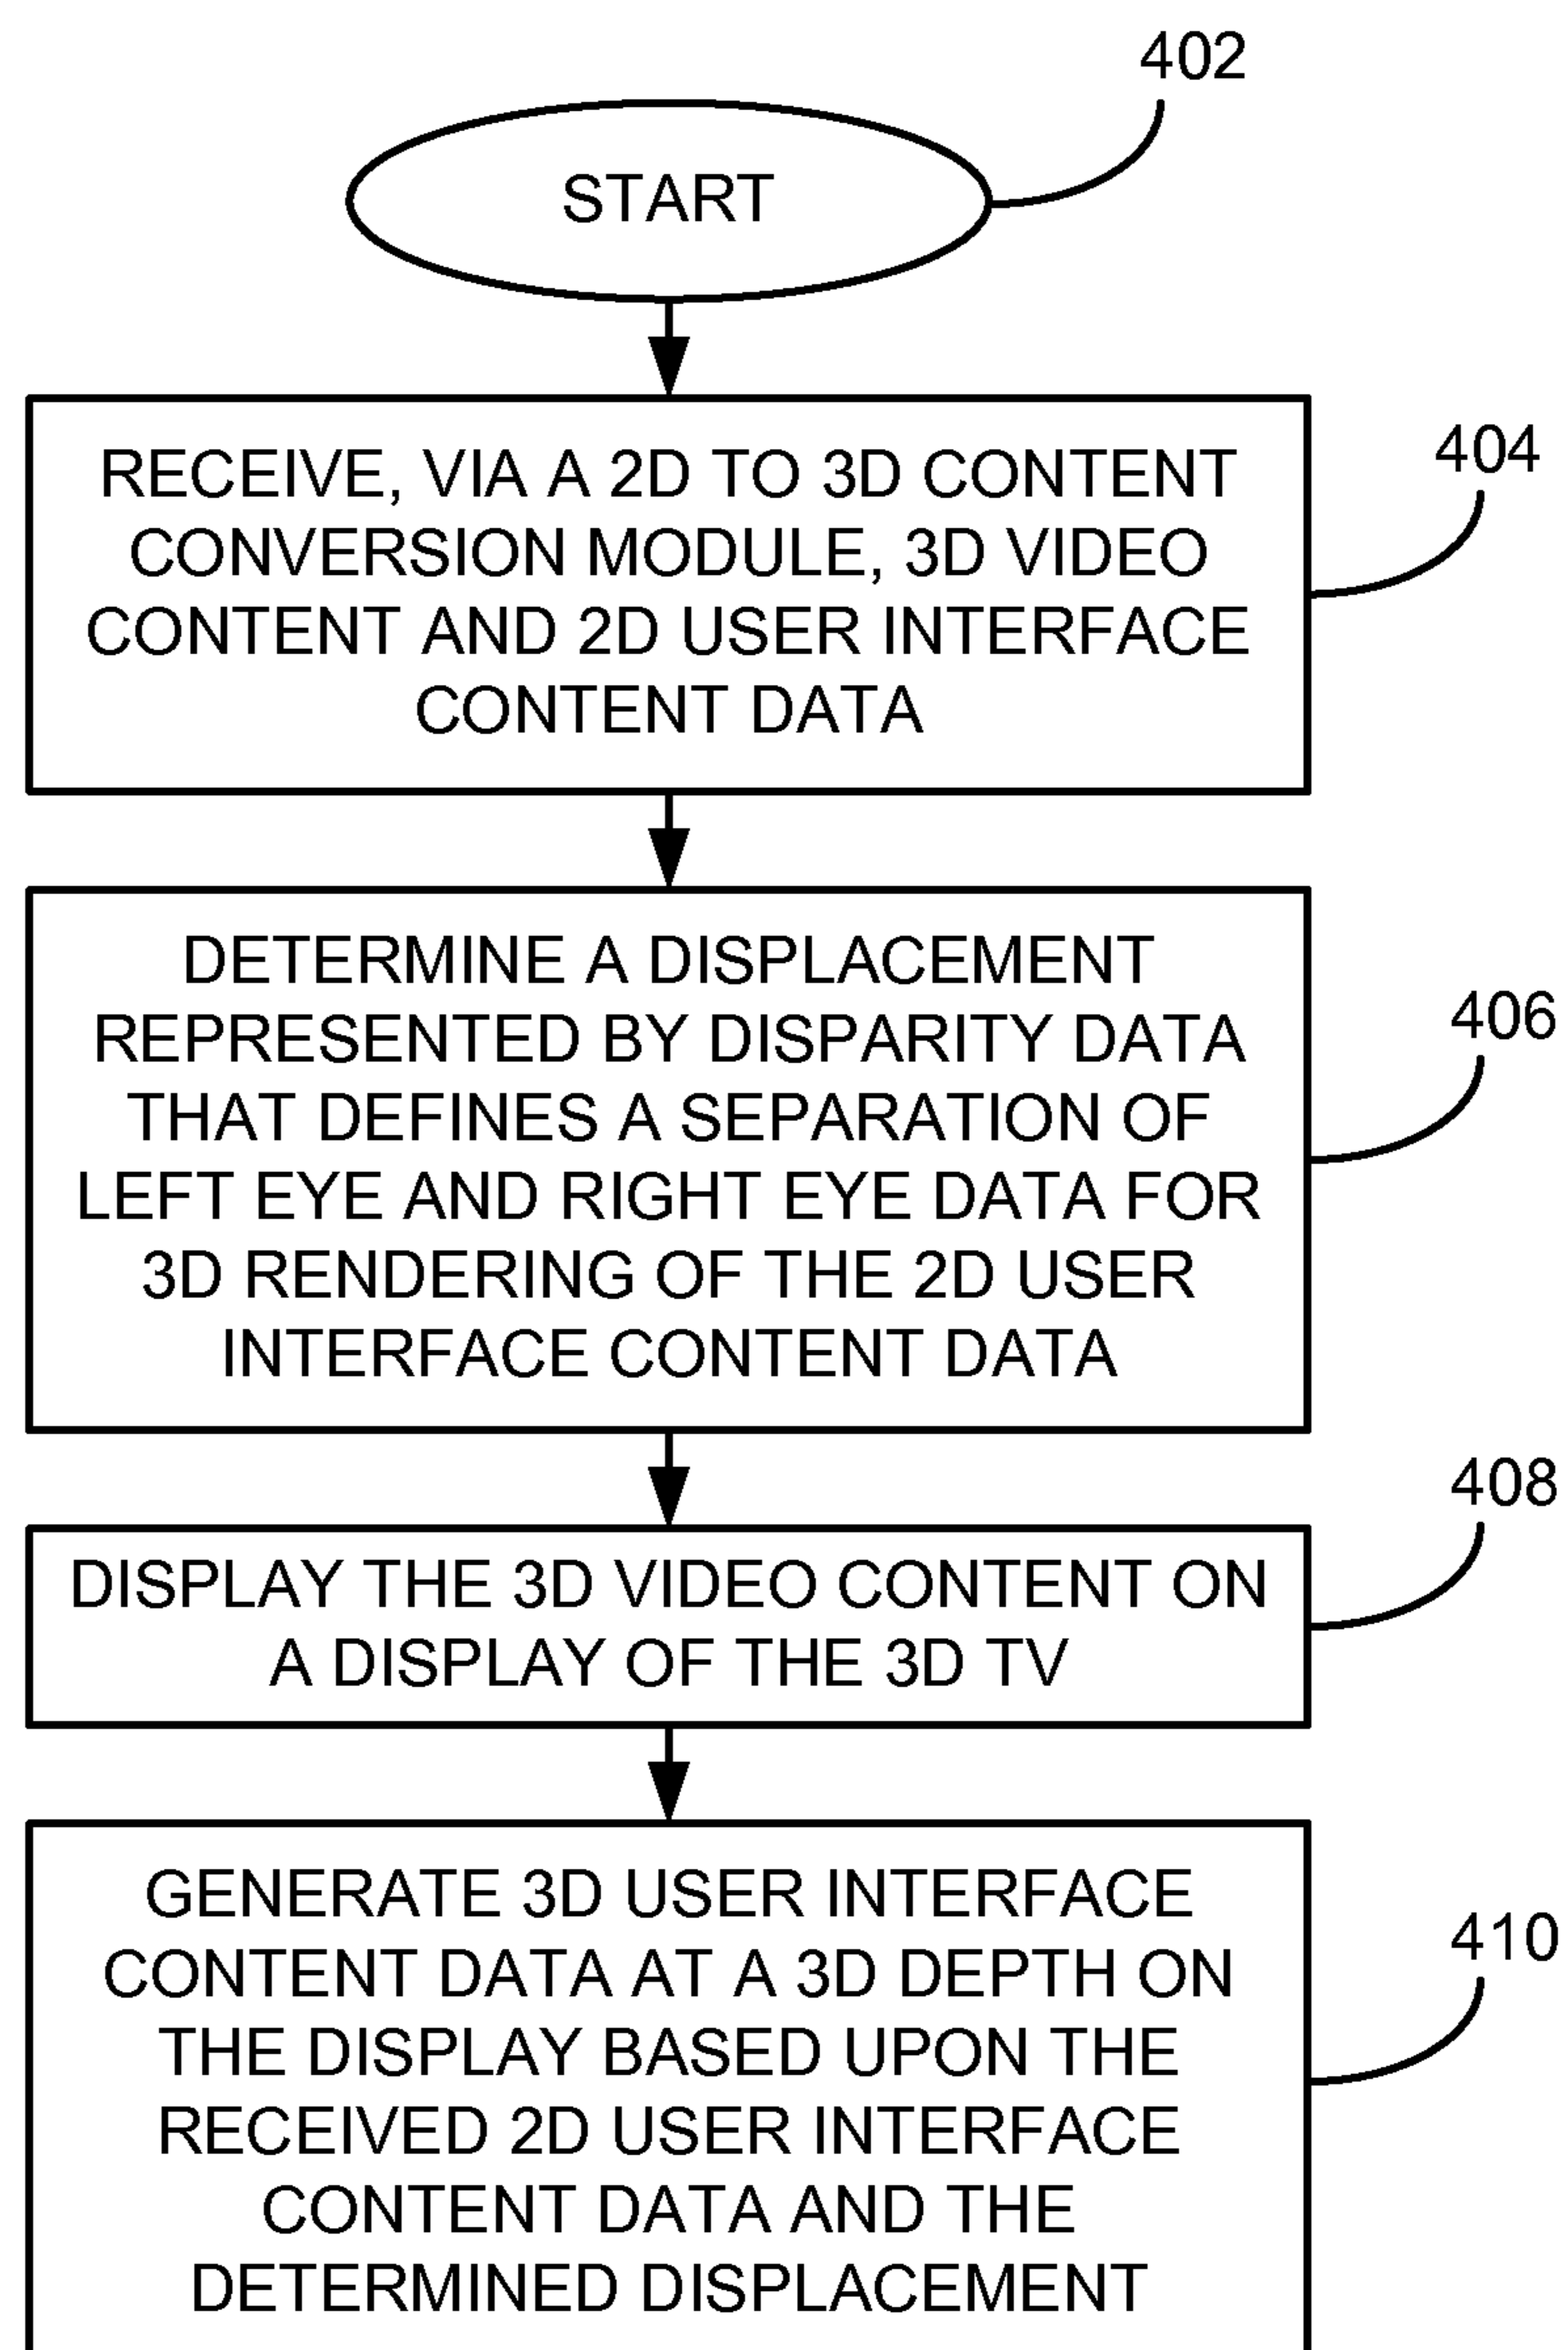 402
START
RECEIVE, VIA A 2D TO 3D CONTENT
CONVERSION MODULE, 3D VIDEO
CONTENT AND 2D USER INTERFACE
CONTENT DATA
404
DETERMINE A DISPLACEMENT
REPRESENTED BY DISPARITY DATA
THAT DEFINES A SEPARATION OF
LEFT EYE AND RIGHT EYE DATA FOR
3D RENDERING OF THE 2D USER
INTERFACE CONTENT DATA
406
DISPLAY THE 3D VIDEO CONTENT ON
A DISPLAY OF THE 3D TV
408
GENERATE 3D USER INTERFACE
CONTENT DATA AT A 3D DEPTH ON
THE DISPLAY BASED UPON THE
RECEIVED 2D USER INTERFACE
CONTENT DATA AND THE
DETERMINED DISPLACEMENT
410